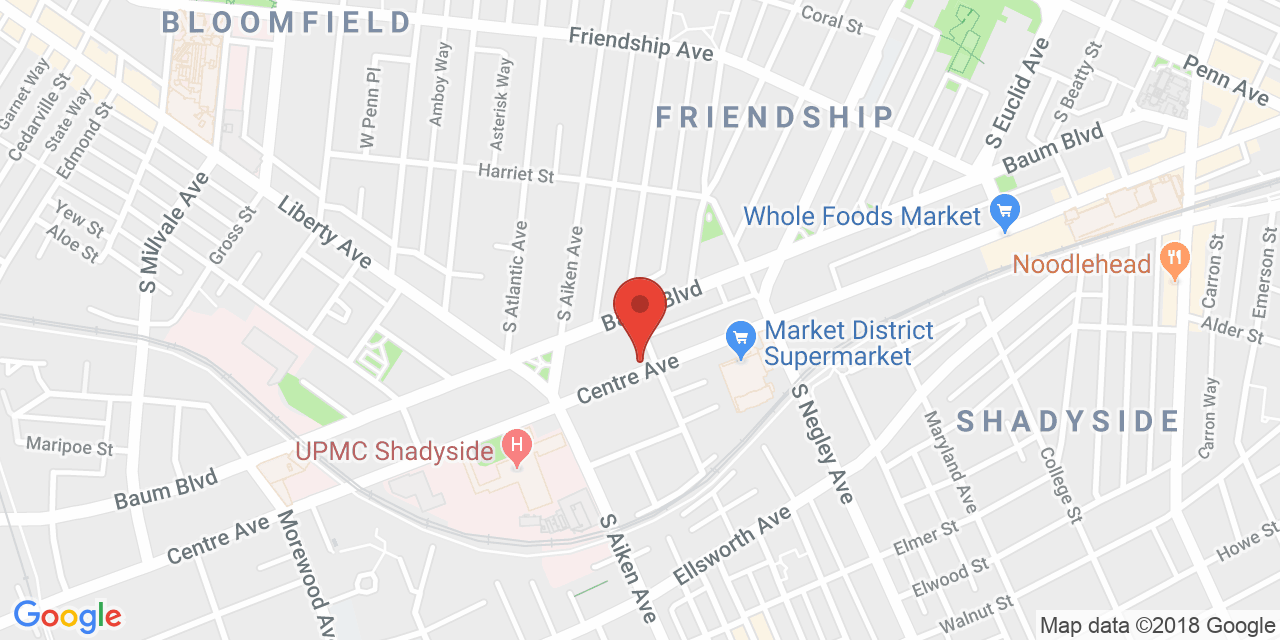 BLOOMFIELD
Coral St
Friendship Ave
Penn Ave
Garnet Way
Cedarville St
State Way
Edmond St
W Penn Pl
Amboy Way
Asterisk Way
FRIENDSHIP
S Euclid Ave
S Beatty St
Baum Blvd
Harriet St
Yew St
Aloe St
S Millvale Ave
Gross St
Liberty Ave
S Atlantic Ave
S Aiken Ave
Whole Foods Market
Noodlehead
Carron St
Emerson St
Blvd
Alder St
Market District
Supermarket
Centre Ave
S Negley Ave
SHADYSIDE
Maryland Ave
College St
Carron Way
Maripoe St
UPMC Shadyside
H
Baum Blvd
Centre Ave
Morewood Ave
S Aiken Ave
Ellsworth Ave
Elmer St
Elwood St
Walnut St
Howe St
Google
Map data ©2018 Google